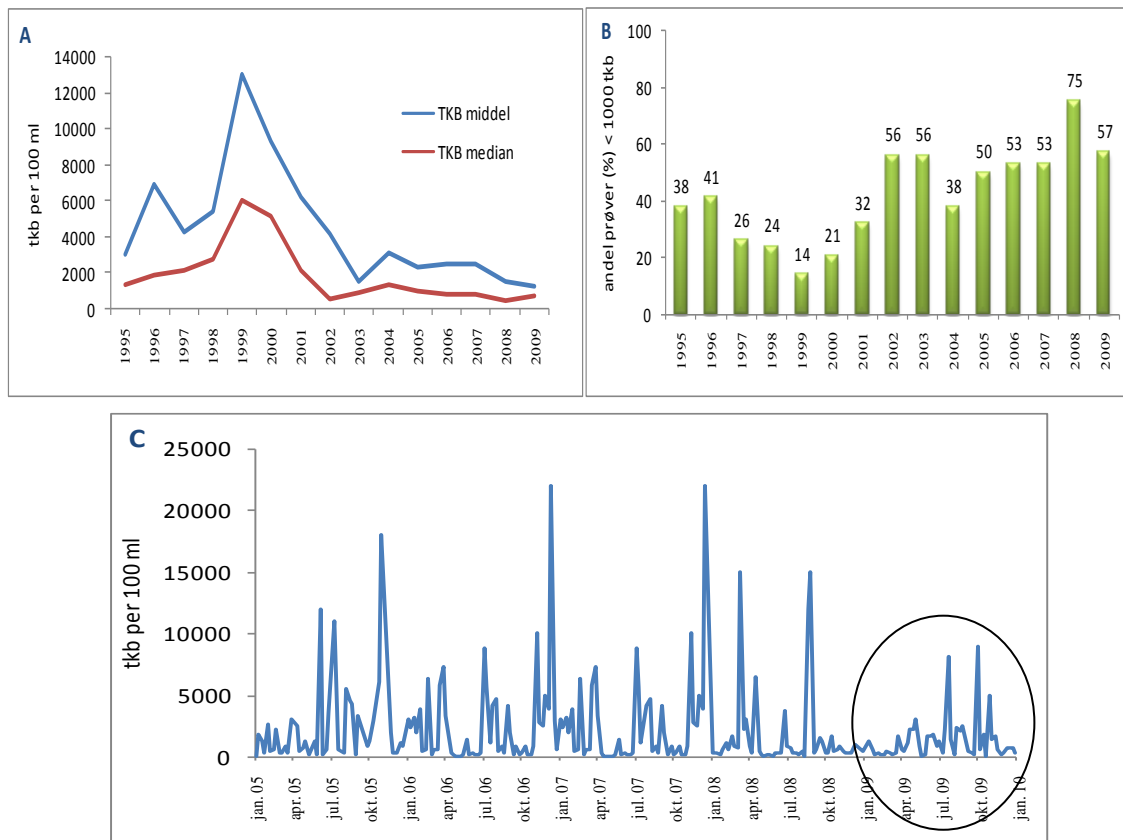 A
tkb per 100 ml
14000
12000
10000
8000
6000
4000
2000
0
TKB middel
TKB median
1995 1996 1997 1998 1999 2000 2001 2002 2003 2004 2005 2006 2007 2008 2009
B
andel prøver (%) < 1000 tkb
100
80
60
40
20
0
38 41 26 24 14 21 32 56 56 38 50 53 53 75 57
1995 1996 1997 1998 1999 2000 2001 2002 2003 2004 2005 2006 2007 2008 2009
C
tkb per 100 ml
25000
20000
15000
10000
5000
0
jan. 05 apr. 05 jul. 05 okt. 05 jan. 06 apr. 06 jul. 06 okt. 06 jan. 07 apr. 07 jul. 07 okt. 07 jan. 08 apr. 08 jul. 08 okt. 08 jan. 09 apr. 09 jul. 09 okt. 09 jan. 10